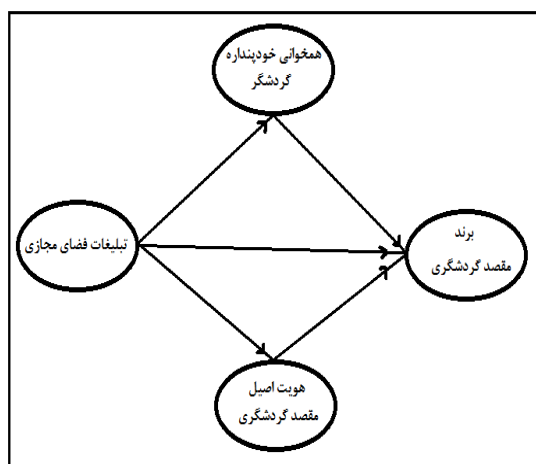 همخوانی خودپنداره
گردشگر
تبلیغات فضای مجازی
برند
مقصد گردشگری
هویت اصیل
مقصد گردشگری